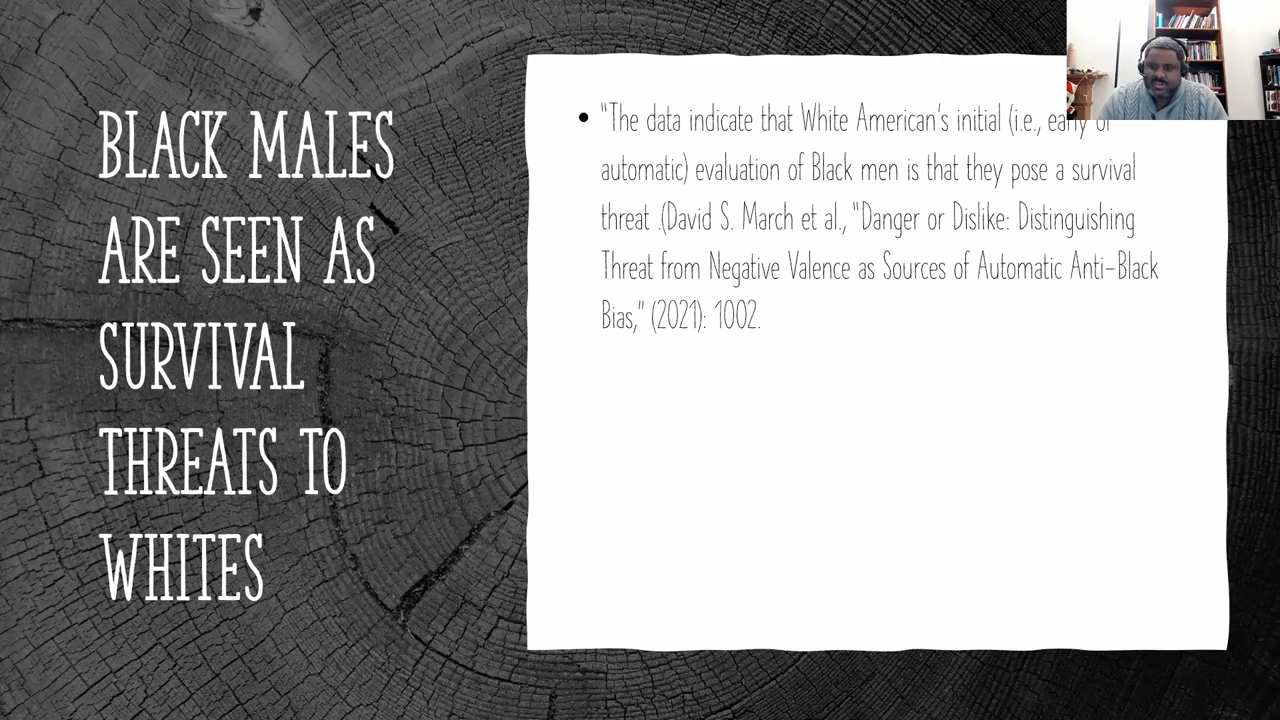 BLACK MALES
ARE SEEN AS
SURVIVAL
THREATS TO
WHITES
• "The data indicate that White American's initial (i.e., early or
automatic) evaluation of Black men is that they pose a survival
threat .(David S. March et al., "Danger or Dislike: Distinguishing
Threat from Negative Valence as Sources of Automatic Anti-Black
Bias," (2021): 1002.